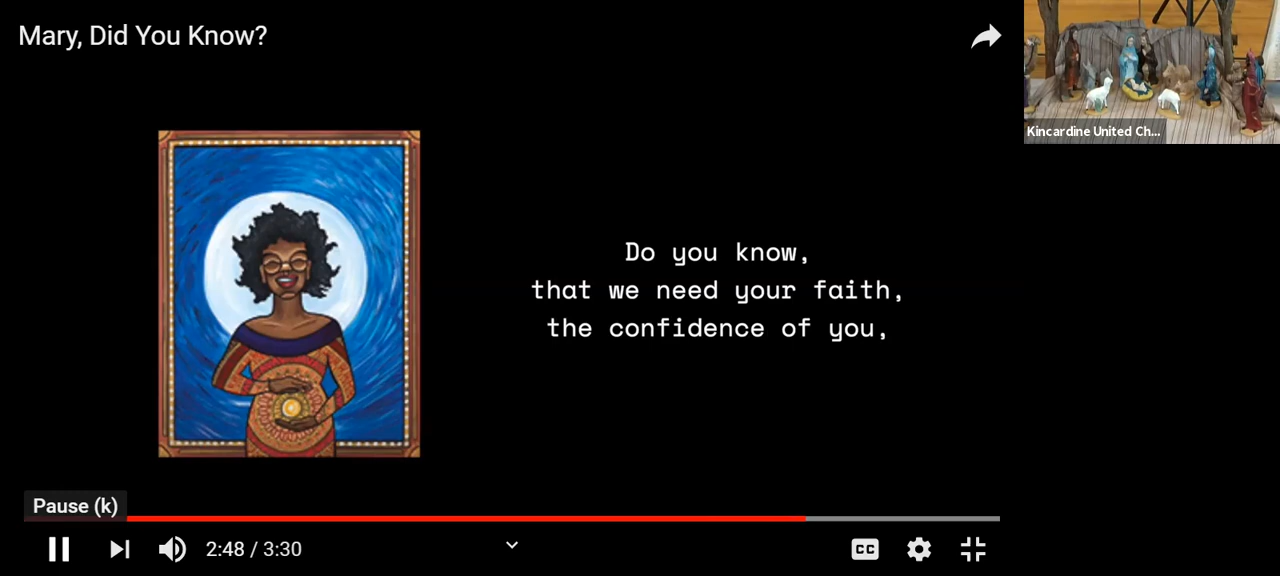 Mary, Did You Know?
Kincardine United Ch...
Do you know,
that we need your faith,
the confidence of you,
Pause (k)
2:48 / 3:30
CC